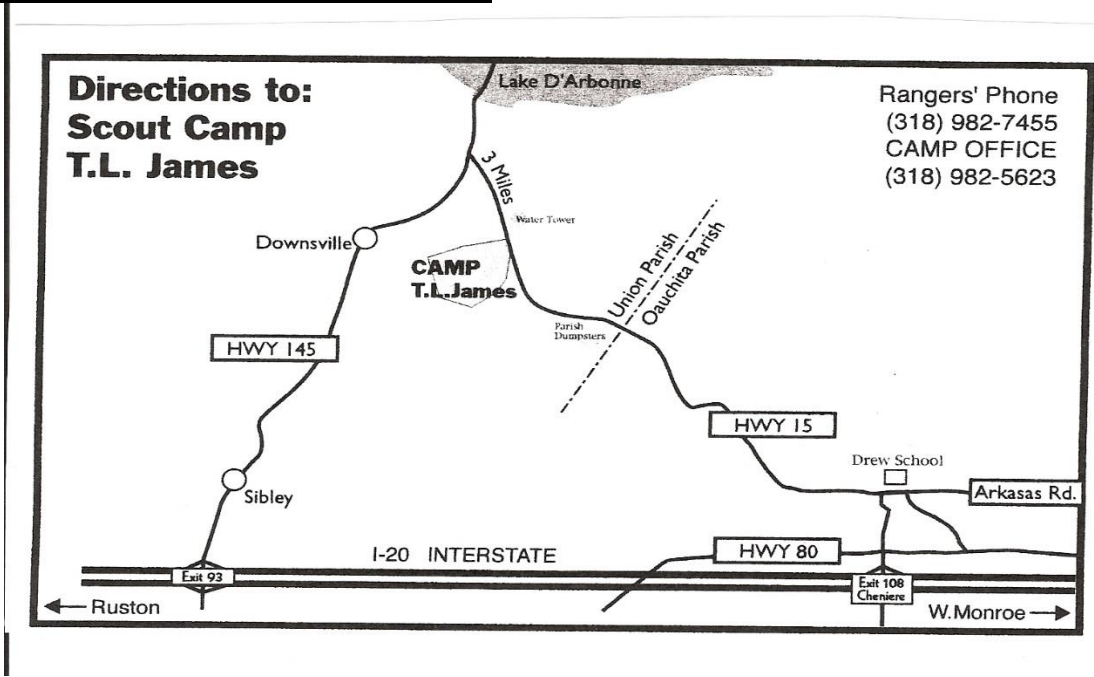 Directions to:
Scout Camp
T.L. James
Lake D'Arbonne
Rangers' Phone
(318) 982-7455
CAMP OFFICE
(318) 982-5623
3 Miles
Water Tower
Downsville
CAMP
T.L.James
Union Parish
Oauchita Parish
Parish
Dumpsters
HWY 145
HWY 15
Drew School
Sibley
Arkasas Rd.
I-20 INTERSTATE
HWY 80
Exit 93
Exit 108
Cheniere
Ruston
W.Monroe